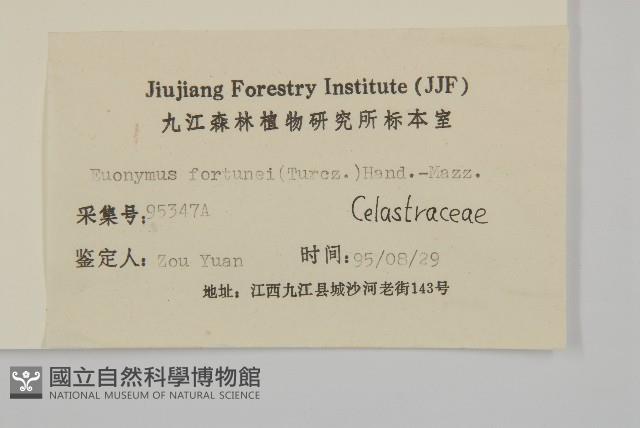 Jiujiang Forestry Institute (JJF)
九江森林植物研究所标本室
Euonymus fortunei(Turcz.)Hand.-Mazz.
采集号:95347A
Celastraceae
鉴定人: Zou Yuan 时间:95/08/29
地址：江西九江县城沙河老街143号
國立自然科學博物館
NATIONAL MUSEUM OF NATURAL SCIENCE